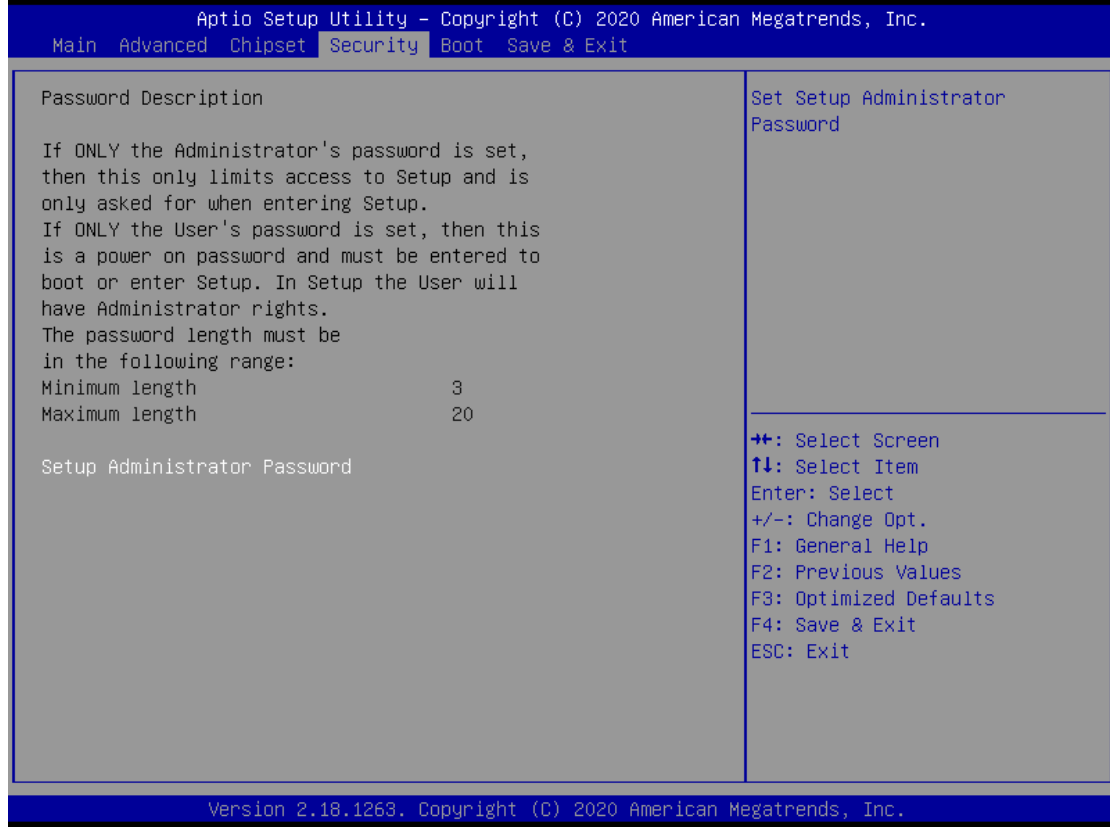 Aptio Setup Utility – Copyright (C) 2020 American Megatrends, Inc.
Main Advanced Chipset Security Boot Save & Exit
Password Description
If ONLY the Administrator's password is set,
then this only limits access to Setup and is
only asked for when entering Setup.
If ONLY the User's password is set, then this
is a power on password and must be entered to
boot or enter Setup. In Setup the User will
have Administrator rights.
The password length must be
in the following range:
Minimum length 3
Maximum length 20
Setup Administrator Password
Set Setup Administrator
Password
→←: Select Screen
↑↓: Select Item
Enter: Select
+/-: Change Opt.
F1: General Help
F2: Previous Values
F3: Optimized Defaults
F4: Save & Exit
ESC: Exit
Version 2.18.1263. Copyright (C) 2020 American Megatrends, Inc.